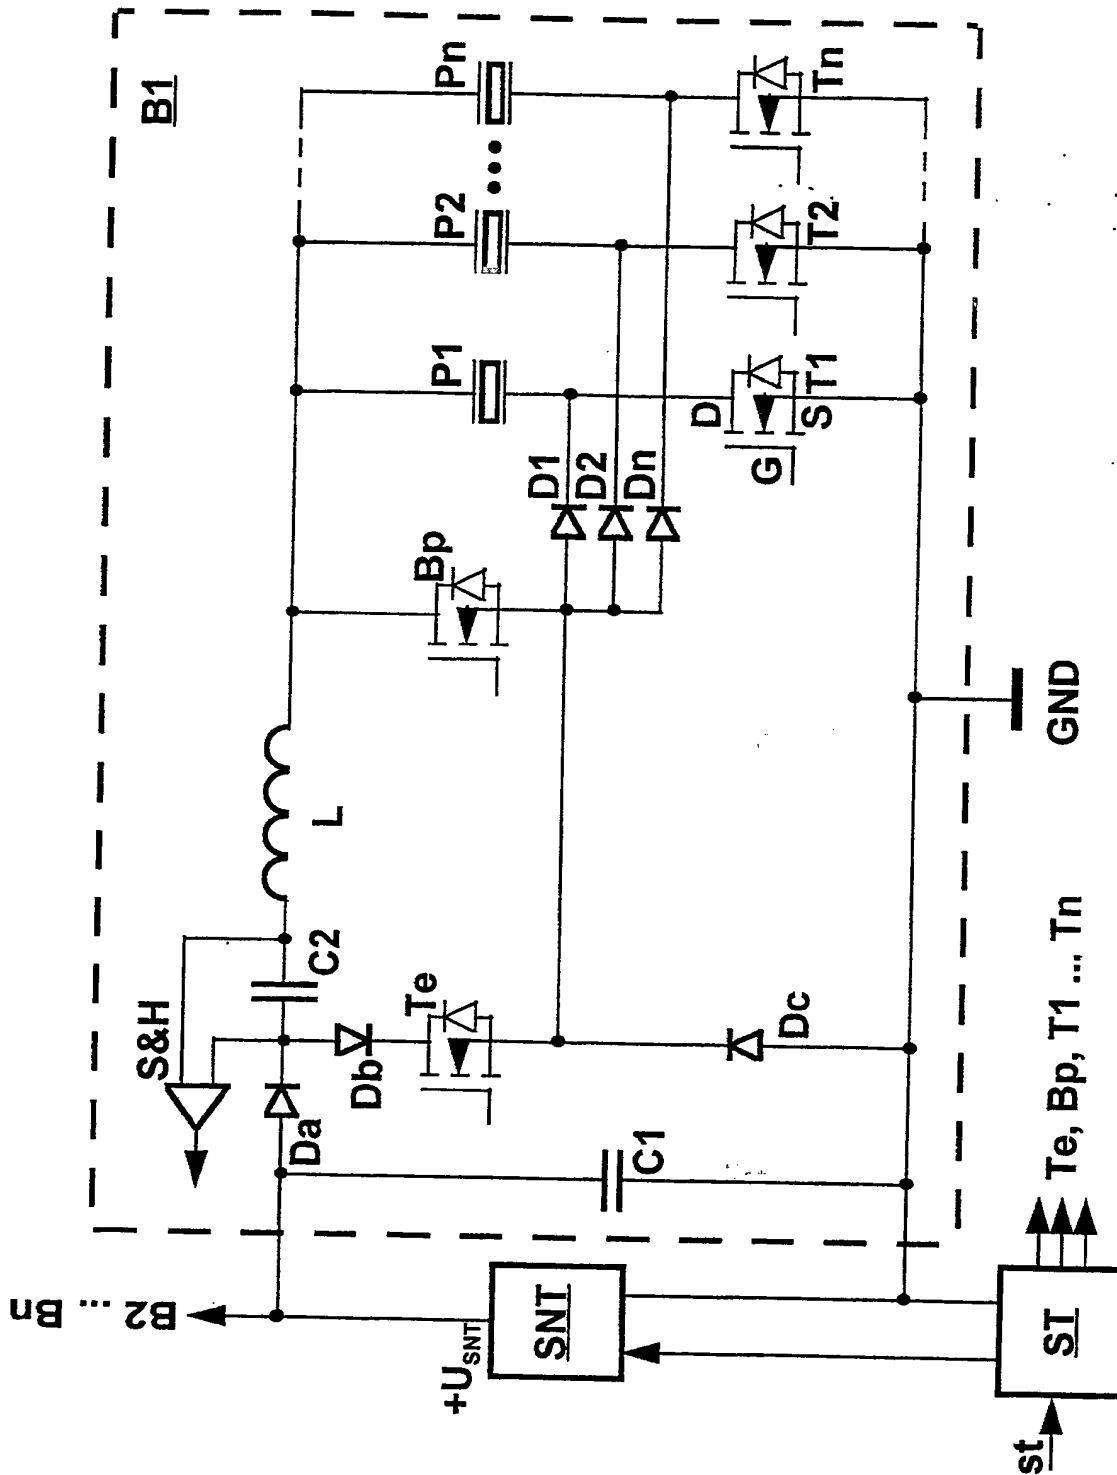 B1
Pn
P2
P1
Tn
T2
T1
D
G
S
D1
D2
Dn
Bp
L
S&H
C2
Te
Db
Da
Dc
C1
GND
B2 ... Bn
+U_SNT
SNT
ST
st
Te, Bp, T1 ... Tn